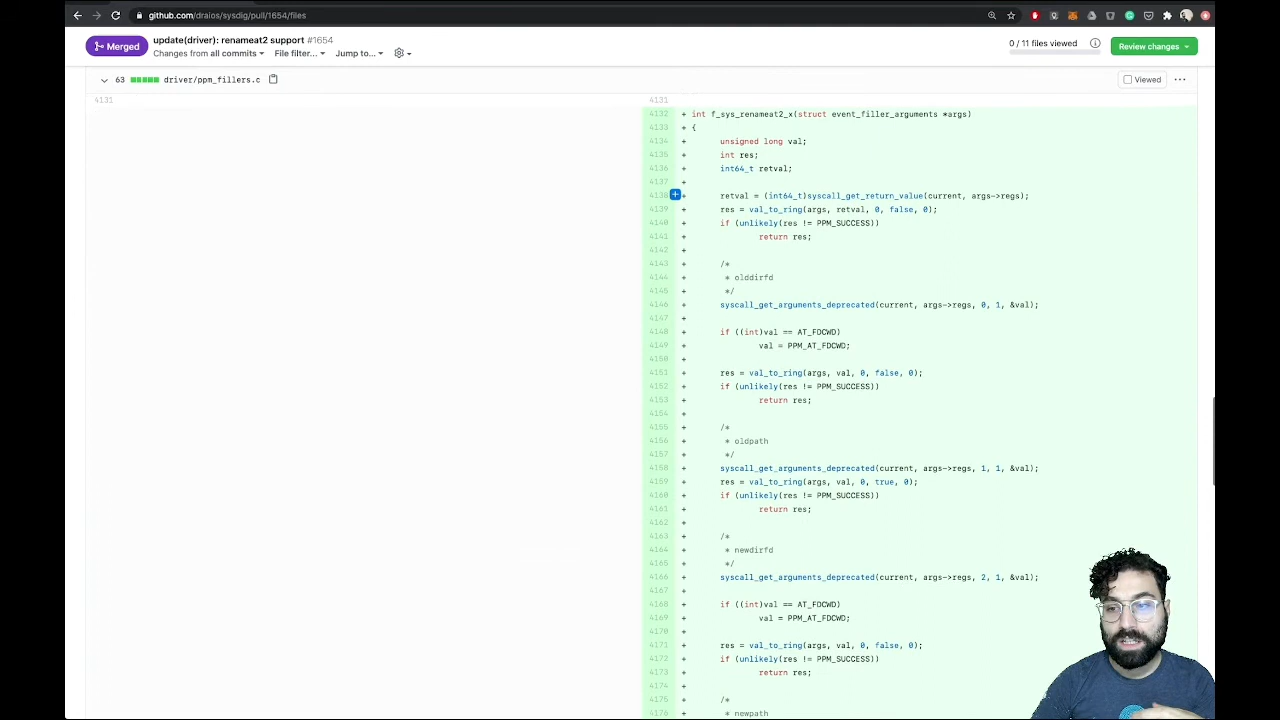 github.com/draios/sysdig/pull/1654/files
Merged
update(driver): renameat2 support #1654
Changes from all commits File filter... Jump to...
0 / 11 files viewed
Review changes
63 driver/ppm_fillers.c
Viewed
4131 4131
4132 + int f_sys_renameat2_x(struct event_filler_arguments *args)
4133 + {
4134 + unsigned long val;
4135 + int res;
4136 + int64_t retval;
4137 +
4138 + retval = (int64_t)syscall_get_return_value(current, args->regs);
4139 + res = val_to_ring(args, retval, 0, false, 0);
4140 + if (unlikely(res != PPM_SUCCESS))
4141 + return res;
4142 +
4143 + /*
4144 + * olddirfd
4145 + */
4146 + syscall_get_arguments_deprecated(current, args->regs, 0, 1, &val);
4147 +
4148 + if ((int)val == AT_FDCWD)
4149 + val = PPM_AT_FDCWD;
4150 +
4151 + res = val_to_ring(args, val, 0, false, 0);
4152 + if (unlikely(res != PPM_SUCCESS))
4153 + return res;
4154 +
4155 + /*
4156 + * oldpath
4157 + */
4158 + syscall_get_arguments_deprecated(current, args->regs, 1, 1, &val);
4159 + res = val_to_ring(args, val, 0, true, 0);
4160 + if (unlikely(res != PPM_SUCCESS))
4161 + return res;
4162 +
4163 + /*
4164 + * newdirfd
4165 + */
4166 + syscall_get_arguments_deprecated(current, args->regs, 2, 1, &val);
4167 +
4168 + if ((int)val == AT_FDCWD)
4169 + val = PPM_AT_FDCWD;
4170 +
4171 + res = val_to_ring(args, val, 0, false, 0);
4172 + if (unlikely(res != PPM_SUCCESS))
4173 + return res;
4174 +
4175 + /*
4176 + * newpath